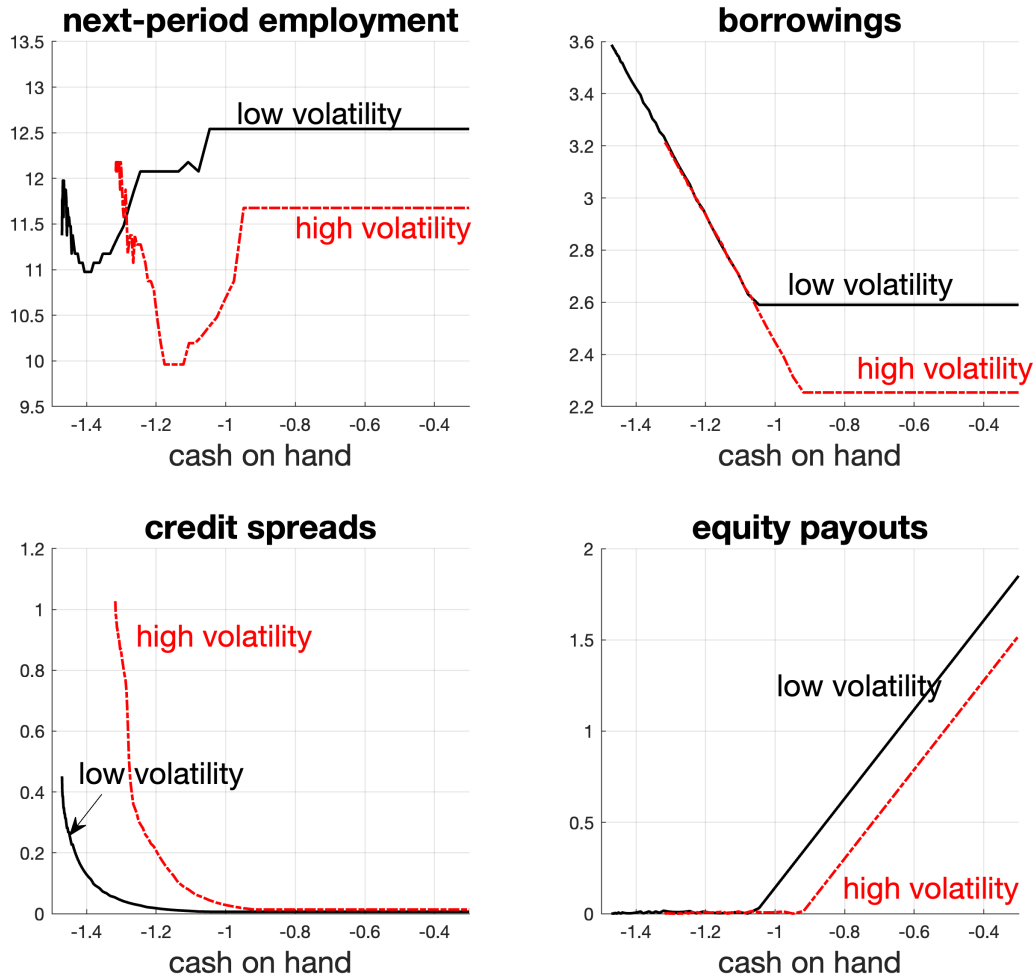 next-period employment
13.5
13
12.5
12
11.5
11
10.5
10
9.5
low volatility
high volatility
-1.4 -1.2 -1 -0.8 -0.6 -0.4
cash on hand
borrowings
3.6
3.4
3.2
3
2.8
2.6
2.4
2.2
low volatility
high volatility
-1.4 -1.2 -1 -0.8 -0.6 -0.4
cash on hand
credit spreads
1.2
1
0.8
0.6
0.4
0.2
0
high volatility
low volatility
-1.4 -1.2 -1 -0.8 -0.6 -0.4
cash on hand
equity payouts
2
1.5
1
0.5
0
low volatility
high volatility
-1.4 -1.2 -1 -0.8 -0.6 -0.4
cash on hand